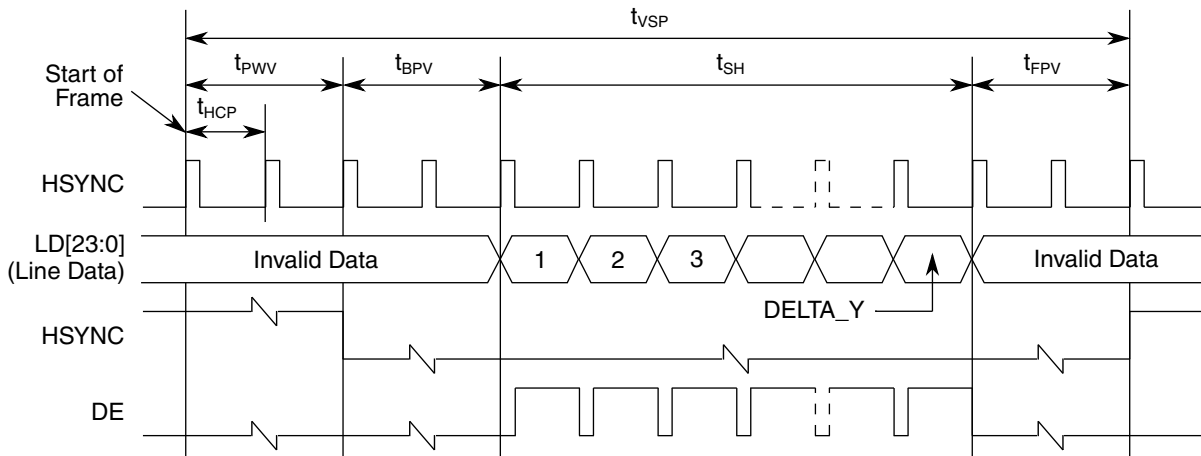 tVSP
tPWV
tBPV
tSH
tFPV
Start of
Frame
tHCP
HSYNC
LD[23:0]
(Line Data)
Invalid Data
1
2
3
Invalid Data
DELTA_Y
HSYNC
DE